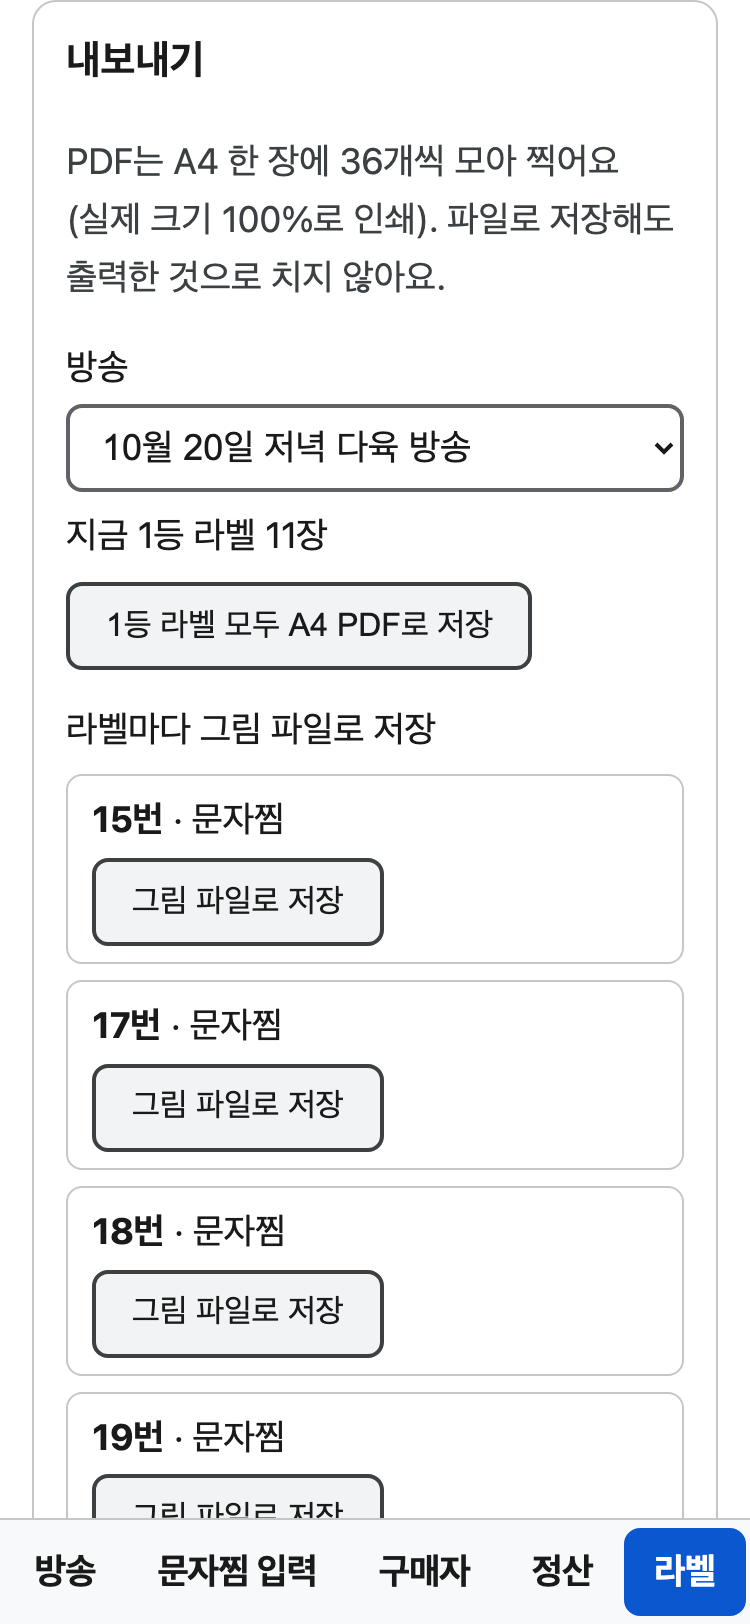 내보내기
PDF는 A4 한 장에 36개씩 모아 찍어요
(실제 크기 100%로 인쇄). 파일로 저장해도
출력한 것으로 치지 않아요.
방송
10월 20일 저녁 다육 방송
지금 1등 라벨 11장
1등 라벨 모두 A4 PDF로 저장
라벨마다 그림 파일로 저장
15번 · 문자찜
그림 파일로 저장
17번 · 문자찜
그림 파일로 저장
18번 · 문자찜
그림 파일로 저장
19번 · 문자찜
그림 파일로 저장
방송 문자찜 입력 구매자 정산 라벨